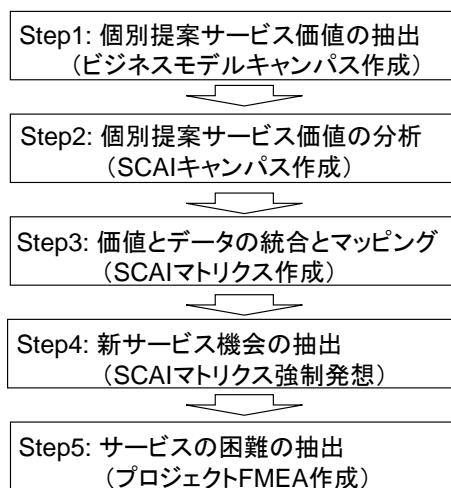 Step1: 個別提案サービス価値の抽出
（ビジネスモデルキャンパス作成）
Step2: 個別提案サービス価値の分析
（SCAIキャンパス作成）
Step3: 価値とデータの統合とマッピング
（SCAIマトリクス作成）
Step4: 新サービス機会の抽出
（SCAIマトリクス強制発想）
Step5: サービスの困難の抽出
（プロジェクトFMEA作成）